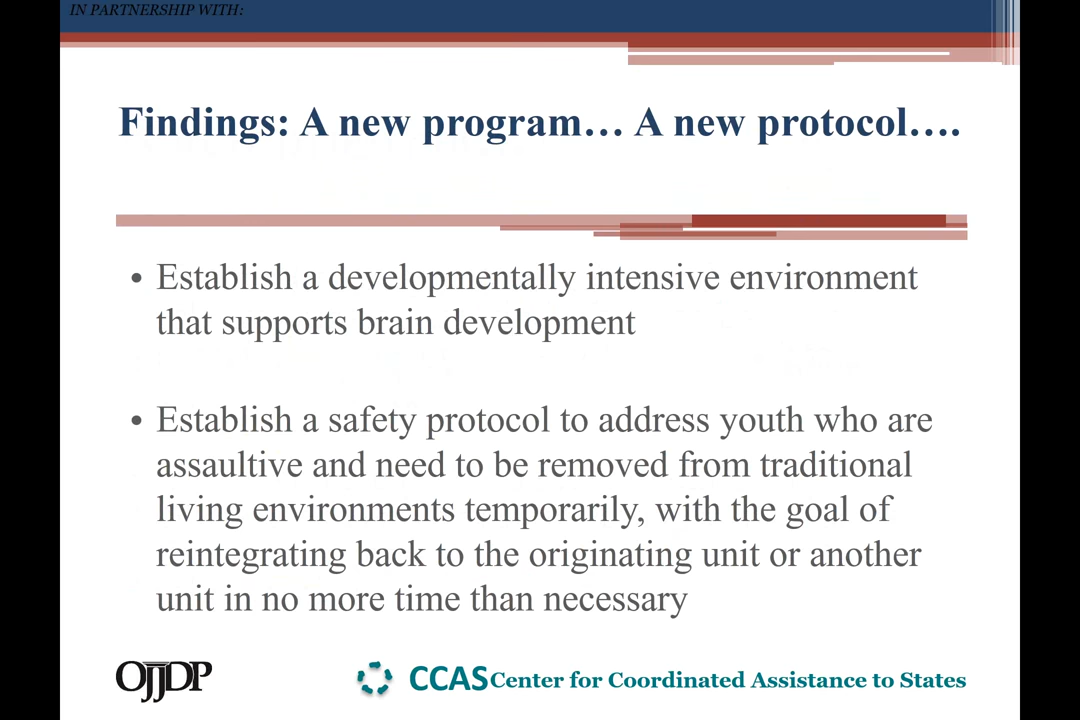 IN PARTNERSHIP WITH:
Findings: A new program… A new protocol….
• Establish a developmentally intensive environment
that supports brain development
• Establish a safety protocol to address youth who are
assaultive and need to be removed from traditional
living environments temporarily, with the goal of
reintegrating back to the originating unit or another
unit in no more time than necessary
OJJDP
CCAS Center for Coordinated Assistance to States